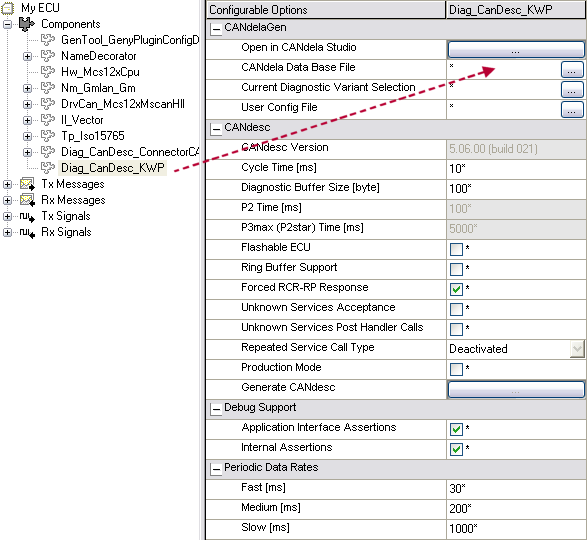 My ECU
Components
GenTool_GenyPluginConfigD
NameDecorator
Hw_Mcs12xCpu
Nm_Gmlan_Gm
DrvCan_Mcs12xMscanHll
Il_Vector
Tp_Iso15765
Diag_CanDesc_ConnectorCA
Diag_CanDesc_KWP
Tx Messages
Rx Messages
Tx Signals
Rx Signals
Configurable Options Diag_CanDesc_KWP
CANdelaGen
Open in CANdela Studio ...
CANdela Data Base File * ...
Current Diagnostic Variant Selection * ...
User Config File * ...
CANdesc
CANdesc Version 5.06.00 (build 021)
Cycle Time [ms] 10*
Diagnostic Buffer Size [byte] 100*
P2 Time [ms] 100*
P3max (P2star) Time [ms] 5000*
Flashable ECU *
Ring Buffer Support *
Forced RCR-RP Response *
Unknown Services Acceptance *
Unknown Services Post Handler Calls *
Repeated Service Call Type Deactivated
Production Mode *
Generate CANdesc ...
Debug Support
Application Interface Assertions *
Internal Assertions *
Periodic Data Rates
Fast [ms] 30*
Medium [ms] 200*
Slow [ms] 1000*